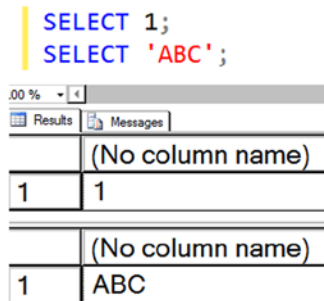 SELECT 1;
SELECT 'ABC';
.00 %
Results Messages
(No column name)
1 1
(No column name)
1 ABC